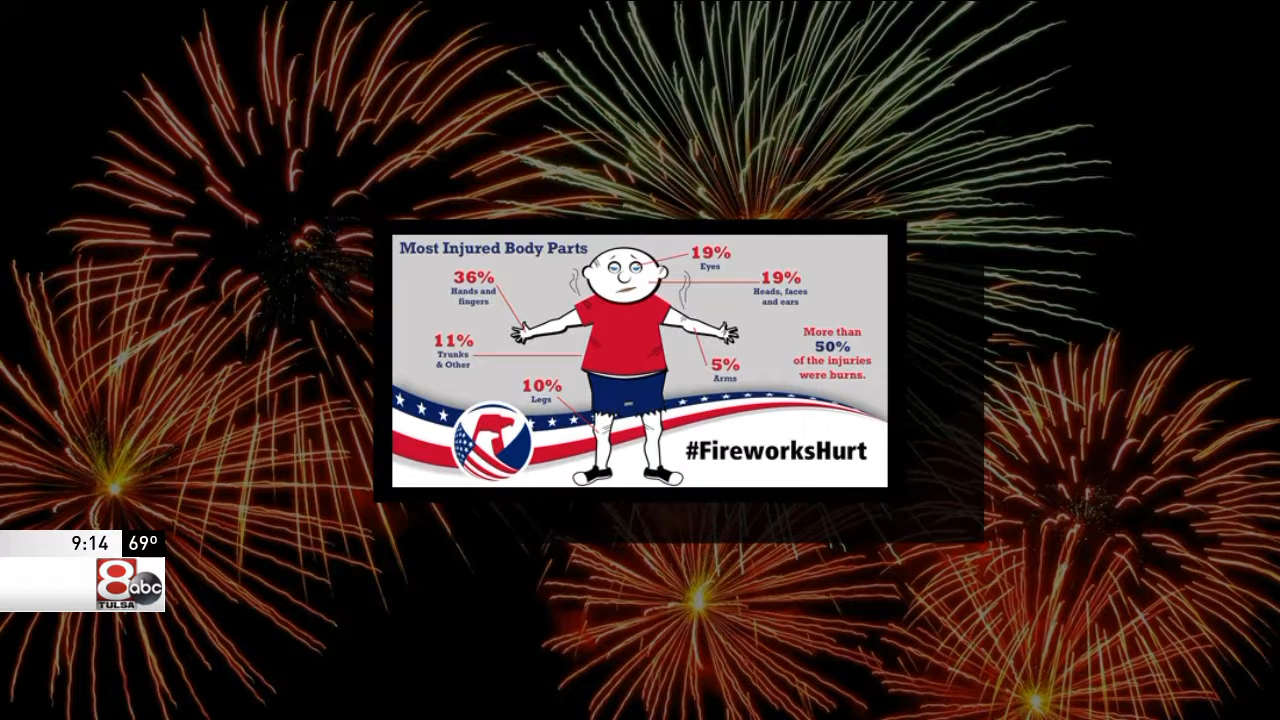 Most Injured Body Parts
19%
Eyes
36%
Hands and
fingers
19%
Heads, faces
and ears
11%
Trunks
& Other
More than
50%
of the injuries
were burns.
5%
Arms
10%
Legs
#FireworksHurt
9:14 69º
8
abc
TULSA